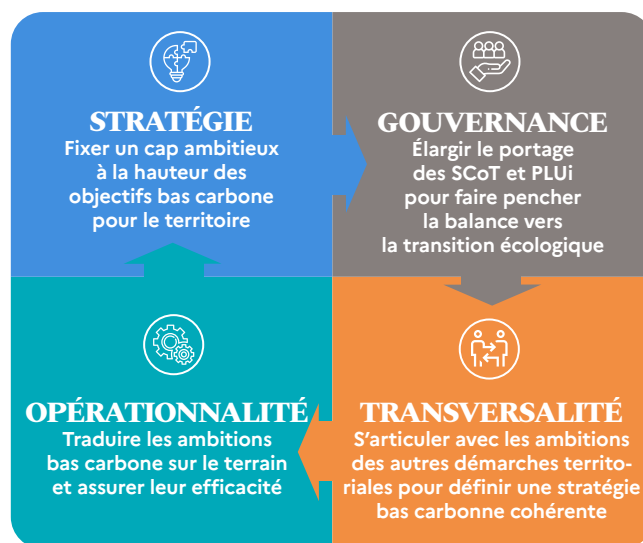 STRATÉGIE
Fixer un cap ambitieux
à la hauteur des
objectifs bas carbone
pour le territoire
GOUVERNANCE
Élargir le portage
des SCoT et PLUi
pour faire pencher
la balance vers
la transition écologique
OPÉRATIONNALITÉ
Traduire les ambitions
bas carbone sur le terrain
et assurer leur efficacité
TRANSVERSALITÉ
S'articuler avec les ambitions
des autres démarches territo-
riales pour définir une stratégie
bas carbonne cohérente